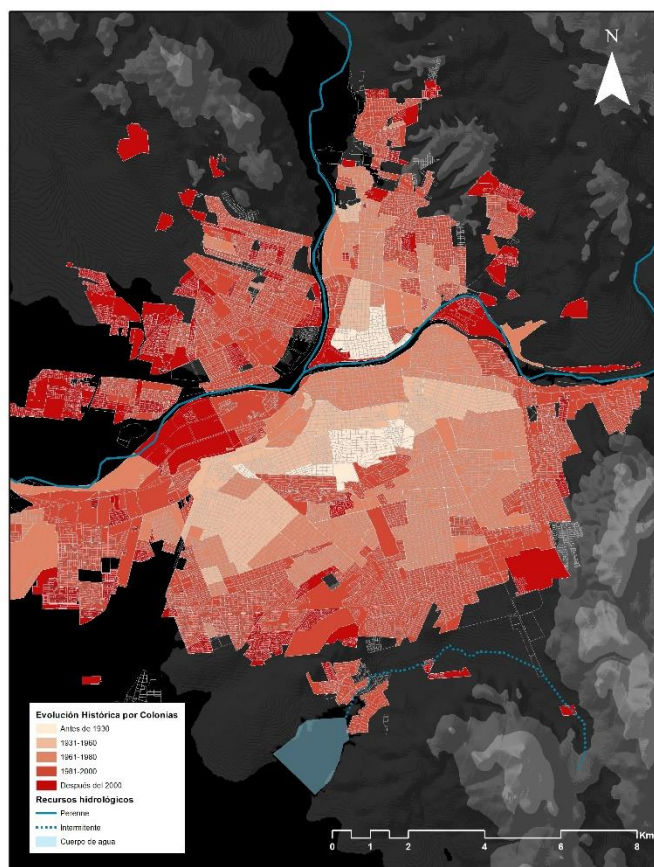 N
Evolución Histórica por Colonias
Antes de 1930
1931-1960
1961-1980
1981-2000
Después del 2000
Recursos hidrológicos
Perenne
Intermitente
Cuerpo de agua
0 1 2 4 6 8 Km